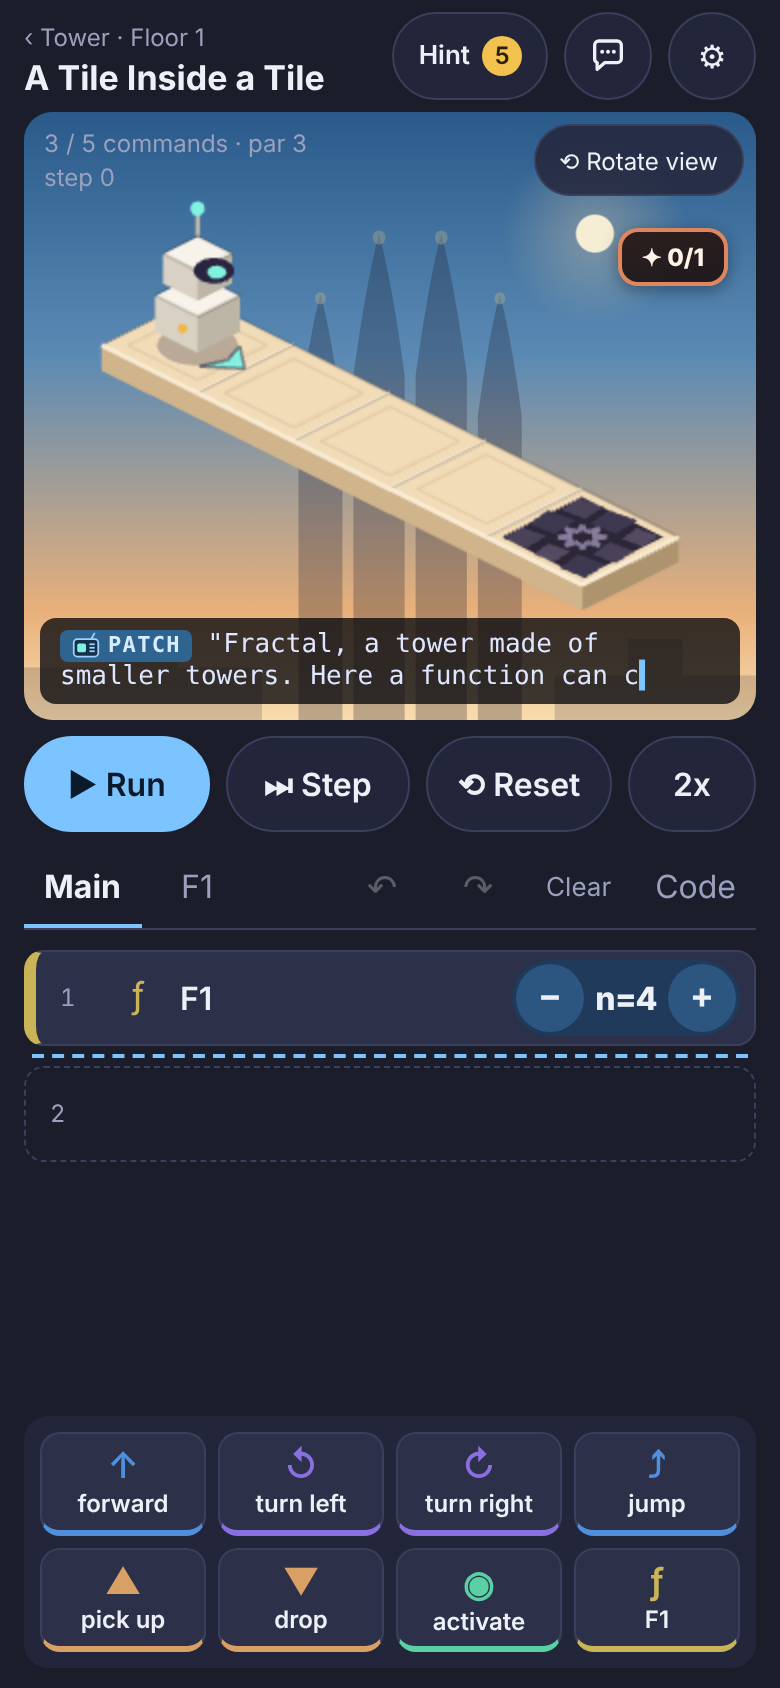 ‹ Tower · Floor 1
A Tile Inside a Tile
Hint 5
3 / 5 commands · par 3
step 0
Rotate view
0/1
PATCH "Fractal, a tower made of
smaller towers. Here a function can c
Run
Step
Reset
2x
Main
F1
Clear
Code
1 ƒ F1 − n=4 +
2
forward
turn left
turn right
jump
pick up
drop
activate
ƒ
F1